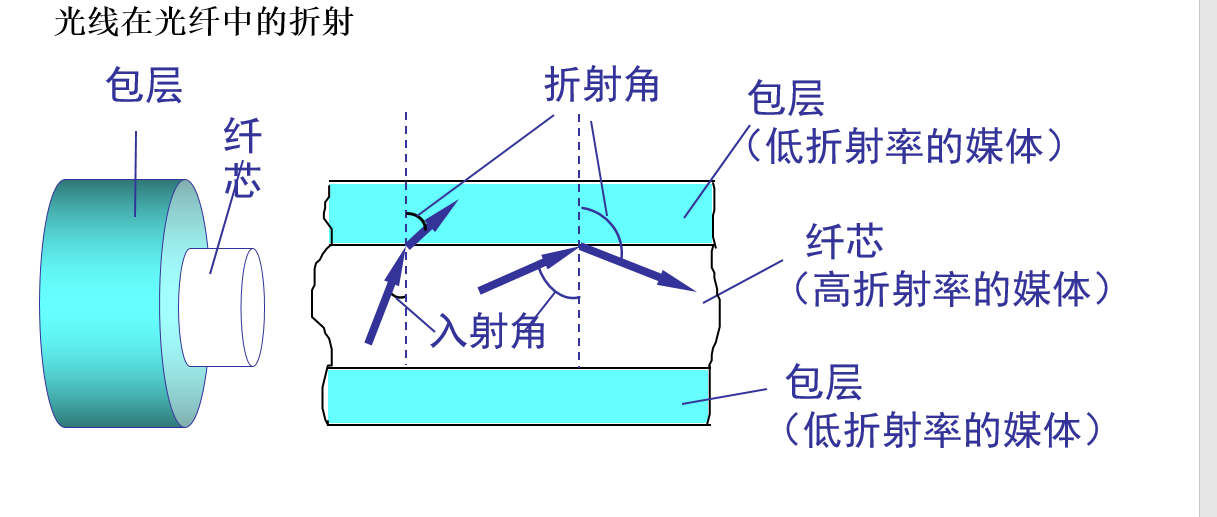 光线在光纤中的折射
包层
纤
芯
折射角
包层
（低折射率的媒体）
纤芯
（高折射率的媒体）
入射角
包层
（低折射率的媒体）